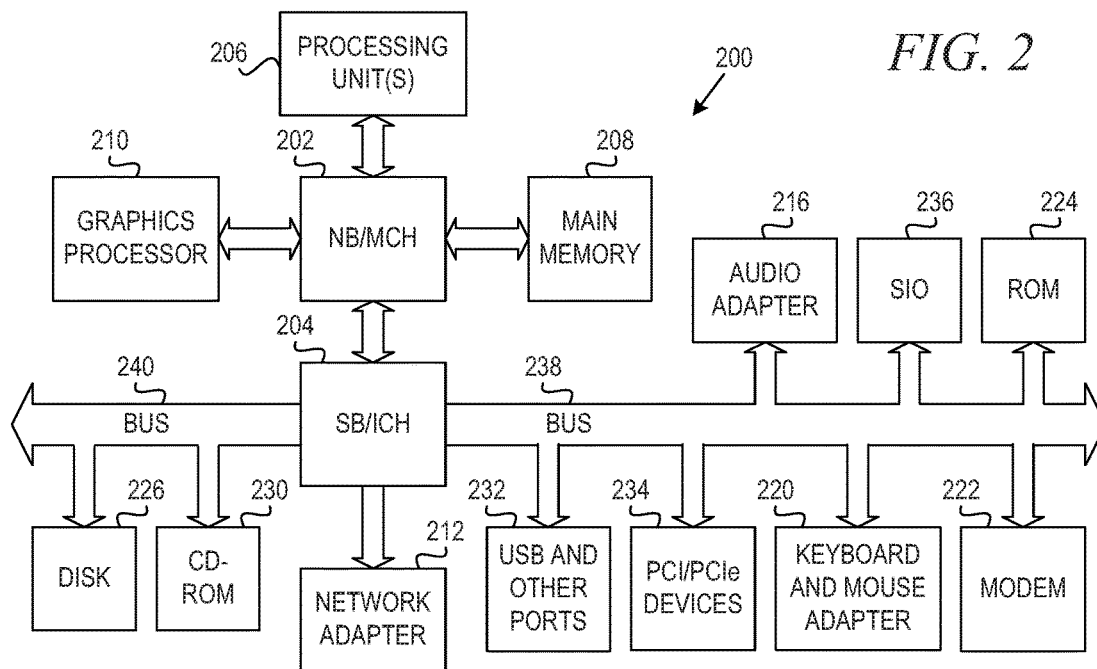 FIG. 2
200
206
PROCESSING
UNIT(S)
210
GRAPHICS
PROCESSOR
202
NB/MCH
208
MAIN
MEMORY
216
AUDIO
ADAPTER
236
SIO
224
ROM
204
SB/ICH
240
BUS
238
BUS
226
DISK
230
CD-
ROM
212
NETWORK
ADAPTER
232
USB AND
OTHER
PORTS
234
PCI/PCIe
DEVICES
220
KEYBOARD
AND MOUSE
ADAPTER
222
MODEM